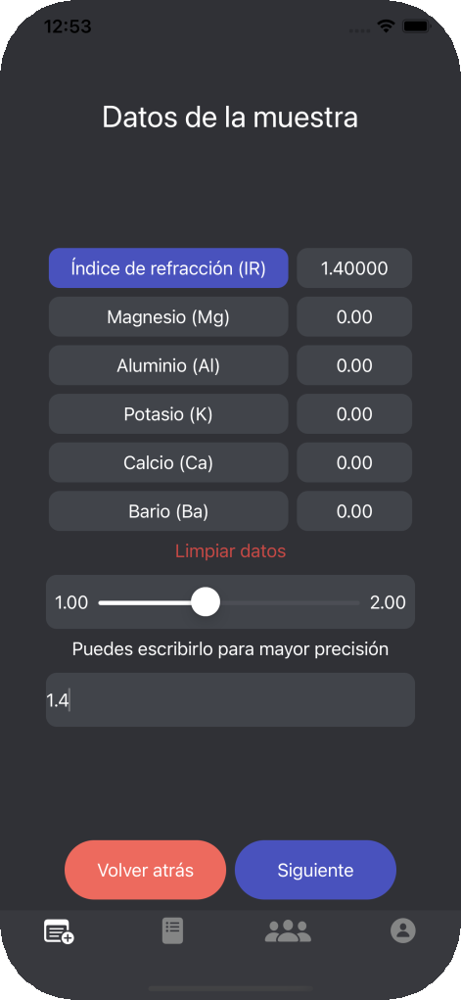 12:53
Datos de la muestra
Índice de refracción (IR) 1.40000
Magnesio (Mg) 0.00
Aluminio (Al) 0.00
Potasio (K) 0.00
Calcio (Ca) 0.00
Bario (Ba) 0.00
Limpiar datos
1.00 2.00
Puedes escribirlo para mayor precisión
1.4
Volver atrás Siguiente